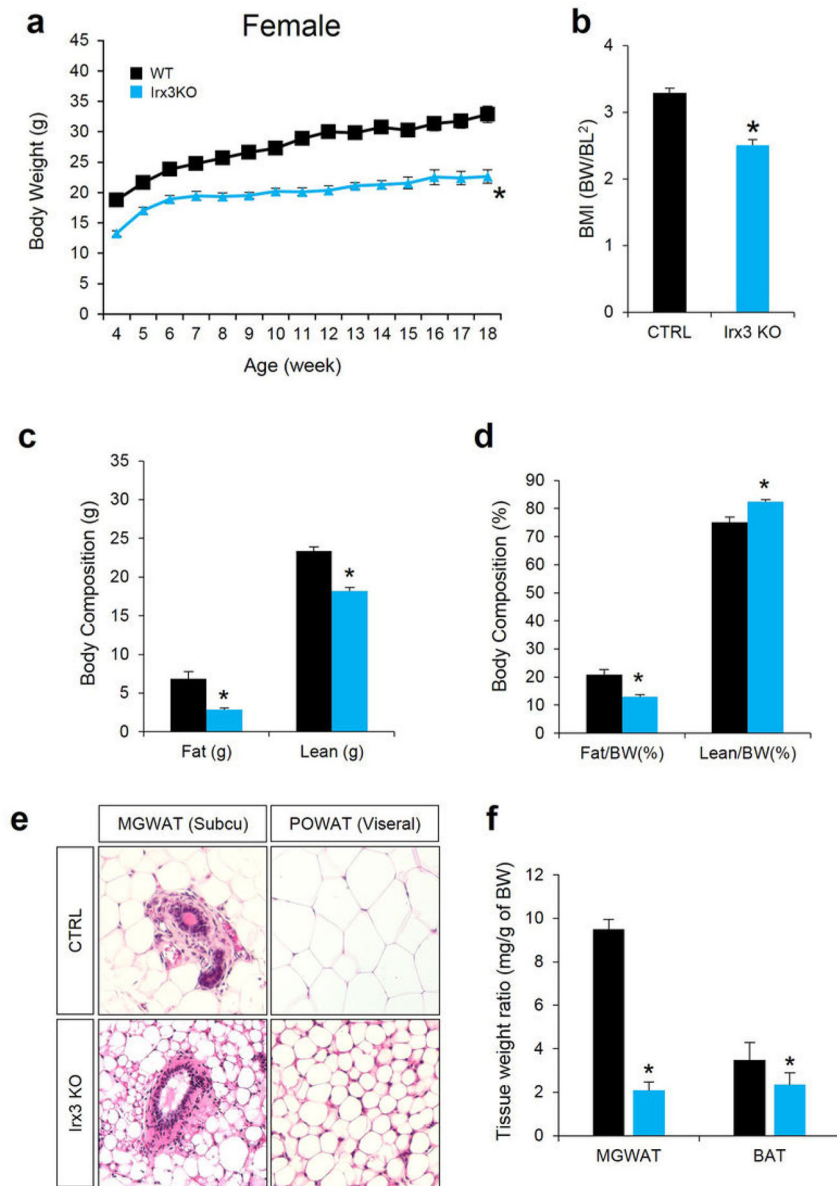 a
Female
WT
Irx3KO
45
40
35
30
25
20
15
10
5
0
Body Weight (g)
*
4 5 6 7 8 9 10 11 12 13 14 15 16 17 18
Age (week)
b
4
3
2
1
0
BMI (BW/BL²)
*
CTRL Irx3 KO
c
35
30
25
20
15
10
5
0
Body Composition (g)
*
*
Fat (g) Lean (g)
d
90
80
70
60
50
40
30
20
10
0
Body Composition (%)
*
*
Fat/BW(%) Lean/BW(%)
e
MGWAT (Subcu) POWAT (Viseral)
CTRL
Irx3 KO
f
12
10
8
6
4
2
0
Tissue weight ratio (mg/g of BW)
*
*
MGWAT BAT